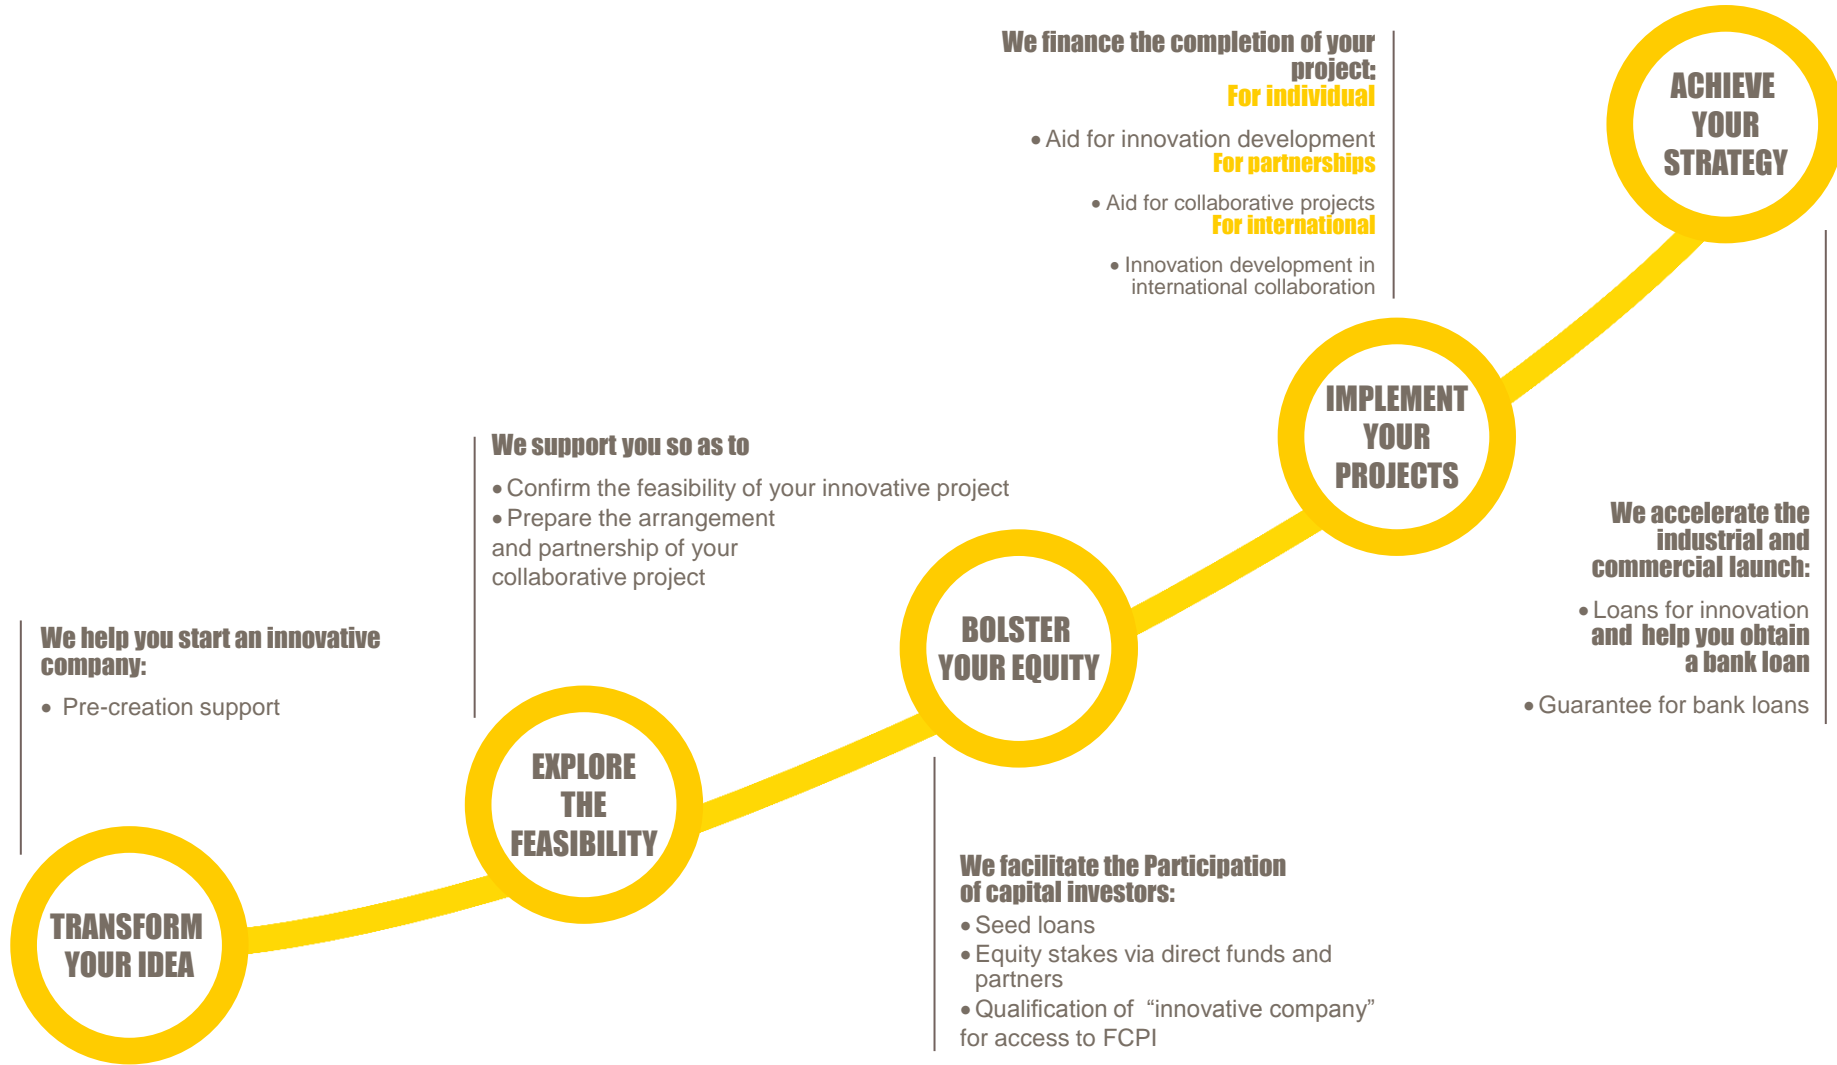 We help you start an innovative
company:
• Pre-creation support
TRANSFORM
YOUR IDEA
We support you so as to
• Confirm the feasibility of your innovative project
• Prepare the arrangement
and partnership of your
collaborative project
EXPLORE
THE
FEASIBILITY
BOLSTER
YOUR EQUITY
We facilitate the Participation
of capital investors:
• Seed loans
• Equity stakes via direct funds and
partners
• Qualification of “innovative company”
for access to FCPI
We finance the completion of your
project:
For individual
• Aid for innovation development
For partnerships
• Aid for collaborative projects
For international
• Innovation development in
international collaboration
IMPLEMENT
YOUR
PROJECTS
ACHIEVE
YOUR
STRATEGY
We accelerate the
industrial and
commercial launch:
• Loans for innovation
and help you obtain
a bank loan
• Guarantee for bank loans